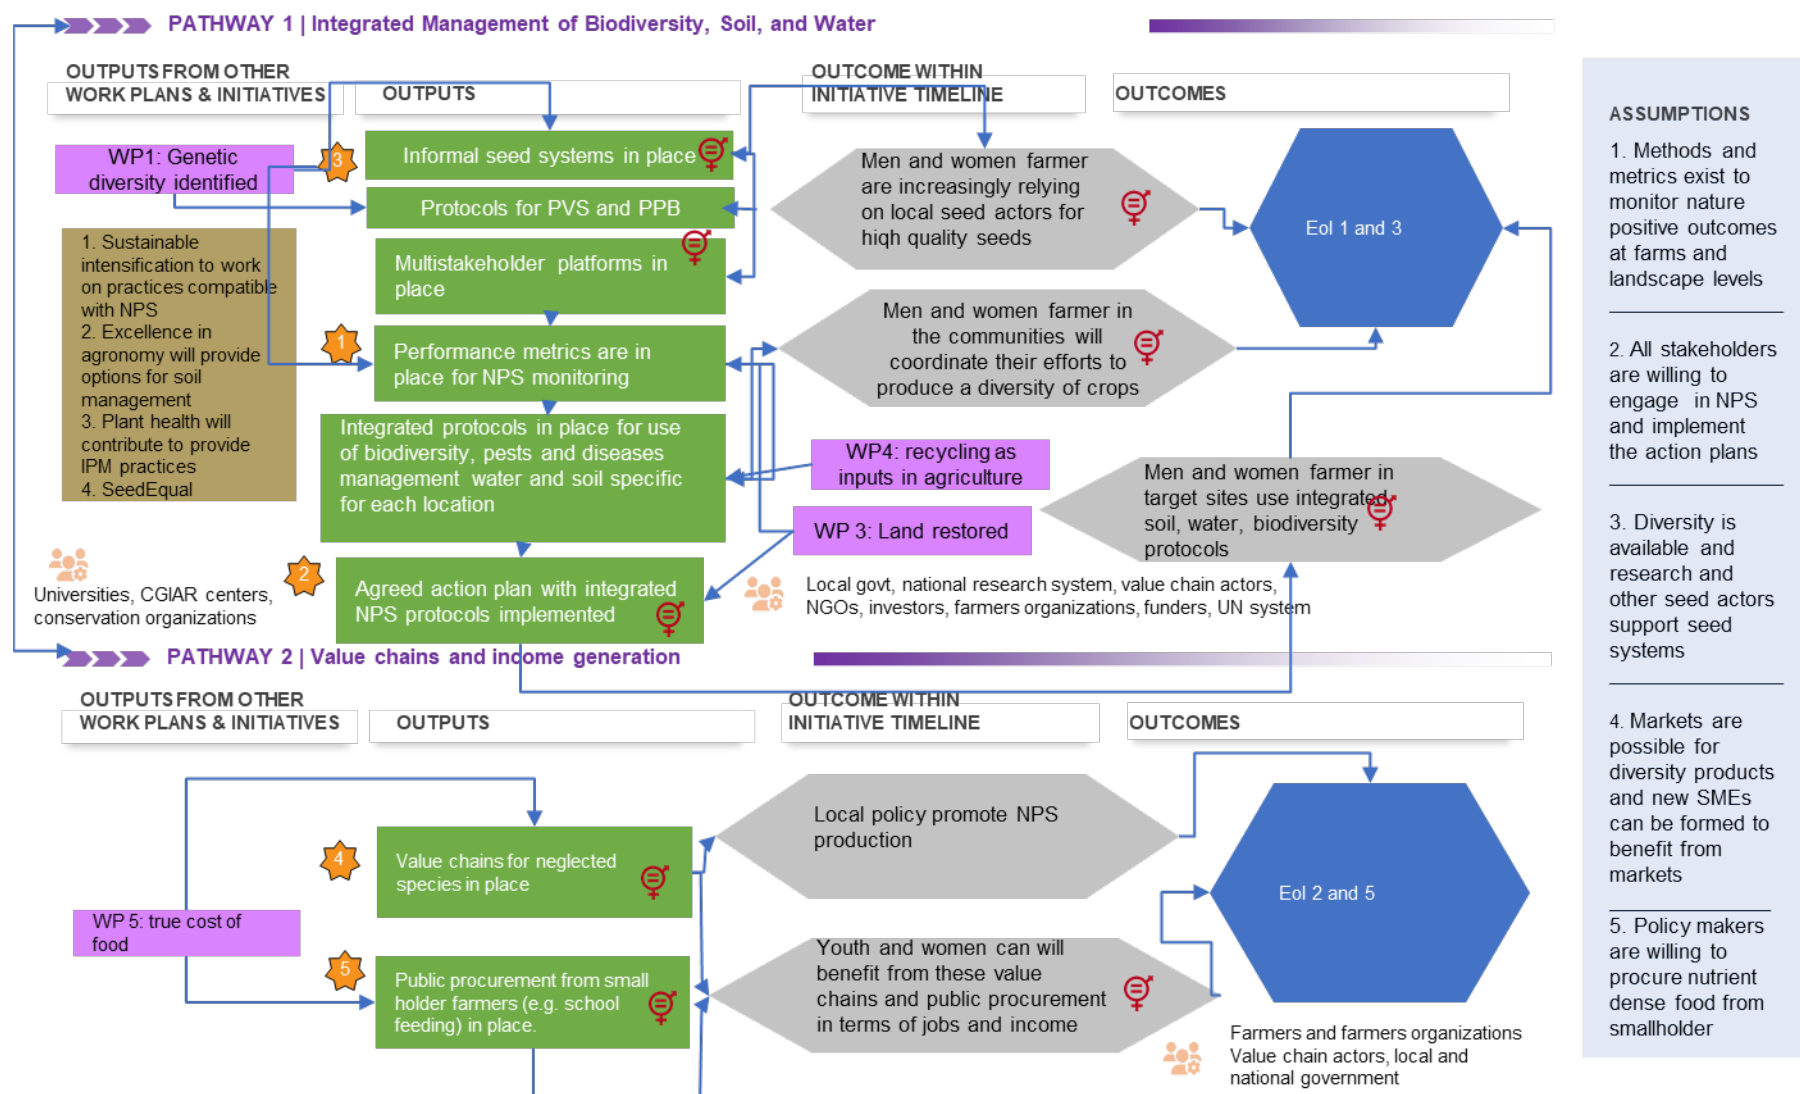 PATHWAY 1 | Integrated Management of Biodiversity, Soil, and Water
OUTPUTS FROM OTHER
WORK PLANS & INITIATIVES
OUTPUTS
OUTCOME WITHIN
INITIATIVE TIMELINE
OUTCOMES
WP1: Genetic
diversity identified
1. Sustainable
intensification to work
on practices compatible
with NPS
2. Excellence in
agronomy will provide
options for soil
management
3. Plant health will
contribute to provide
IPM practices
4. SeedEqual
Universities, CGIAR centers,
conservation organizations
3
Informal seed systems in place
Protocols for PVS and PPB
Multistakeholder platforms in
place
1
Performance metrics are in
place for NPS monitoring
Integrated protocols in place for use
of biodiversity, pests and diseases
management water and soil specific
for each location
2
Agreed action plan with integrated
NPS protocols implemented
Men and women farmer
are increasingly relying
on local seed actors for
high quality seeds
Men and women farmer in
the communities will
coordinate their efforts to
produce a diversity of crops
WP4: recycling as
inputs in agriculture
WP 3: Land restored
Men and women farmer in
target sites use integrated
soil, water, biodiversity
protocols
Local govt, national research system, value chain actors,
NGOs, investors, farmers organizations, funders, UN system
EoI 1 and 3
PATHWAY 2 | Value chains and income generation
OUTPUTS FROM OTHER
WORK PLANS & INITIATIVES
OUTPUTS
OUTCOME WITHIN
INITIATIVE TIMELINE
OUTCOMES
WP 5: true cost of
food
4
Value chains for neglected
species in place
5
Public procurement from small
holder farmers (e.g. school
feeding) in place.
Local policy promote NPS
production
Youth and women can will
benefit from these value
chains and public procurement
in terms of jobs and income
EoI 2 and 5
Farmers and farmers organizations
Value chain actors, local and
national government
ASSUMPTIONS
1. Methods and
metrics exist to
monitor nature
positive outcomes
at farms and
landscape levels
2. All stakeholders
are willing to
engage in NPS
and implement
the action plans
3. Diversity is
available and
research and
other seed actors
support seed
systems
4. Markets are
possible for
diversity products
and new SMEs
can be formed to
benefit from
markets
5. Policy makers
are willing to
procure nutrient
dense food from
smallholder